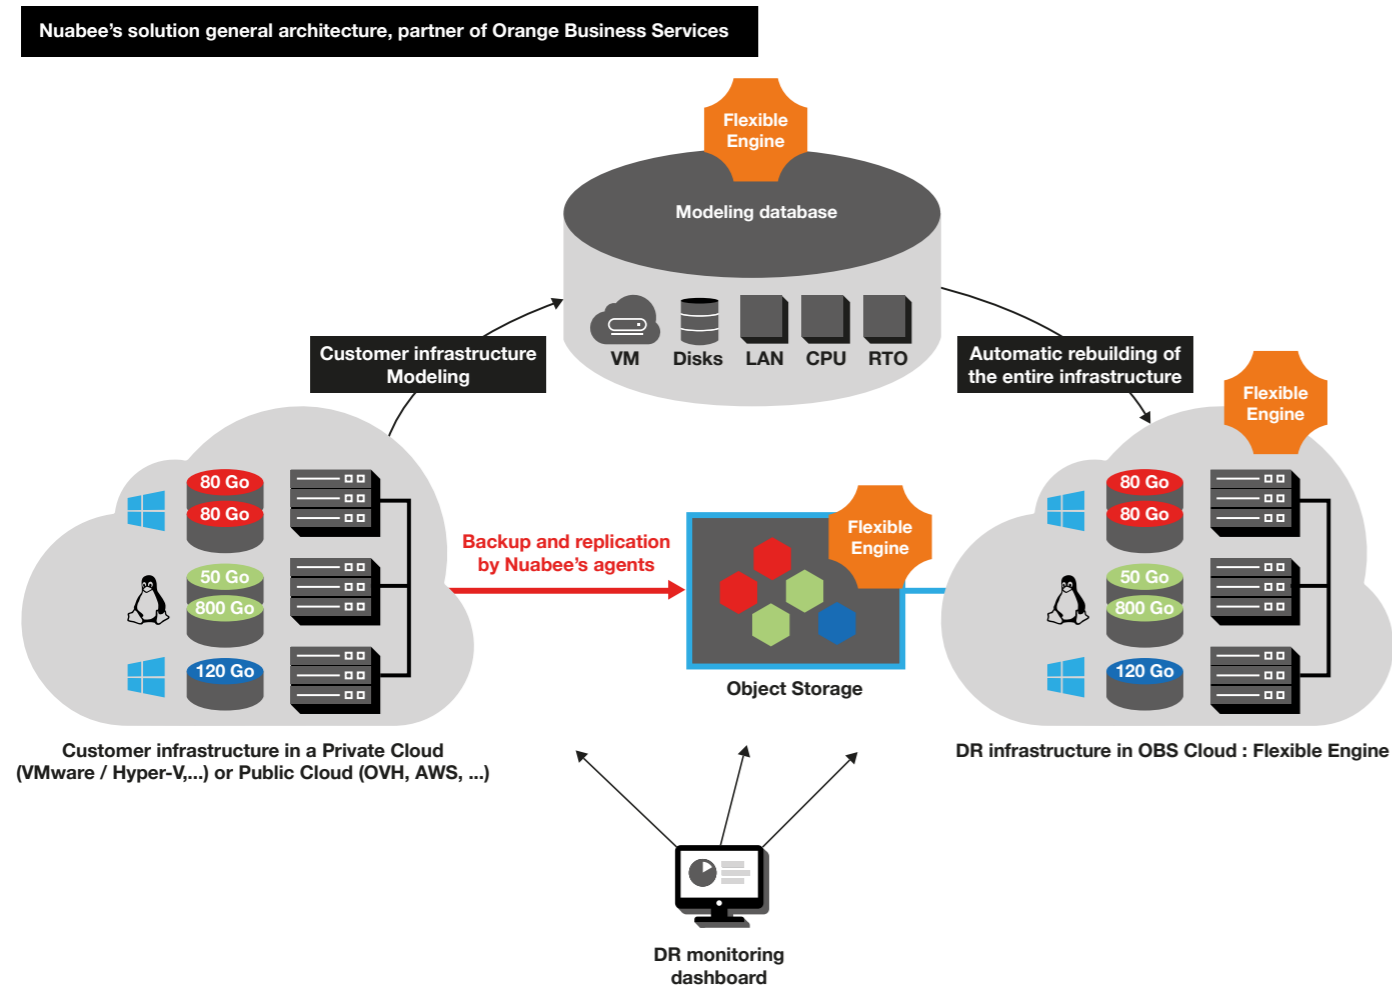 Nuabee's solution general architecture, partner of Orange Business Services
Flexible
Engine
Modeling database
VM
Disks
LAN
CPU
RTO
Customer infrastructure
Modeling
Automatic rebuilding of
the entire infrastructure
Flexible
Engine
80 Go
80 Go
50 Go
800 Go
120 Go
Backup and replication
by Nuabee's agents
Flexible
Engine
Object Storage
80 Go
80 Go
50 Go
800 Go
120 Go
Customer infrastructure in a Private Cloud
(VMware / Hyper-V,...) or Public Cloud (OVH, AWS, ...)
DR infrastructure in OBS Cloud : Flexible Engine
DR monitoring
dashboard